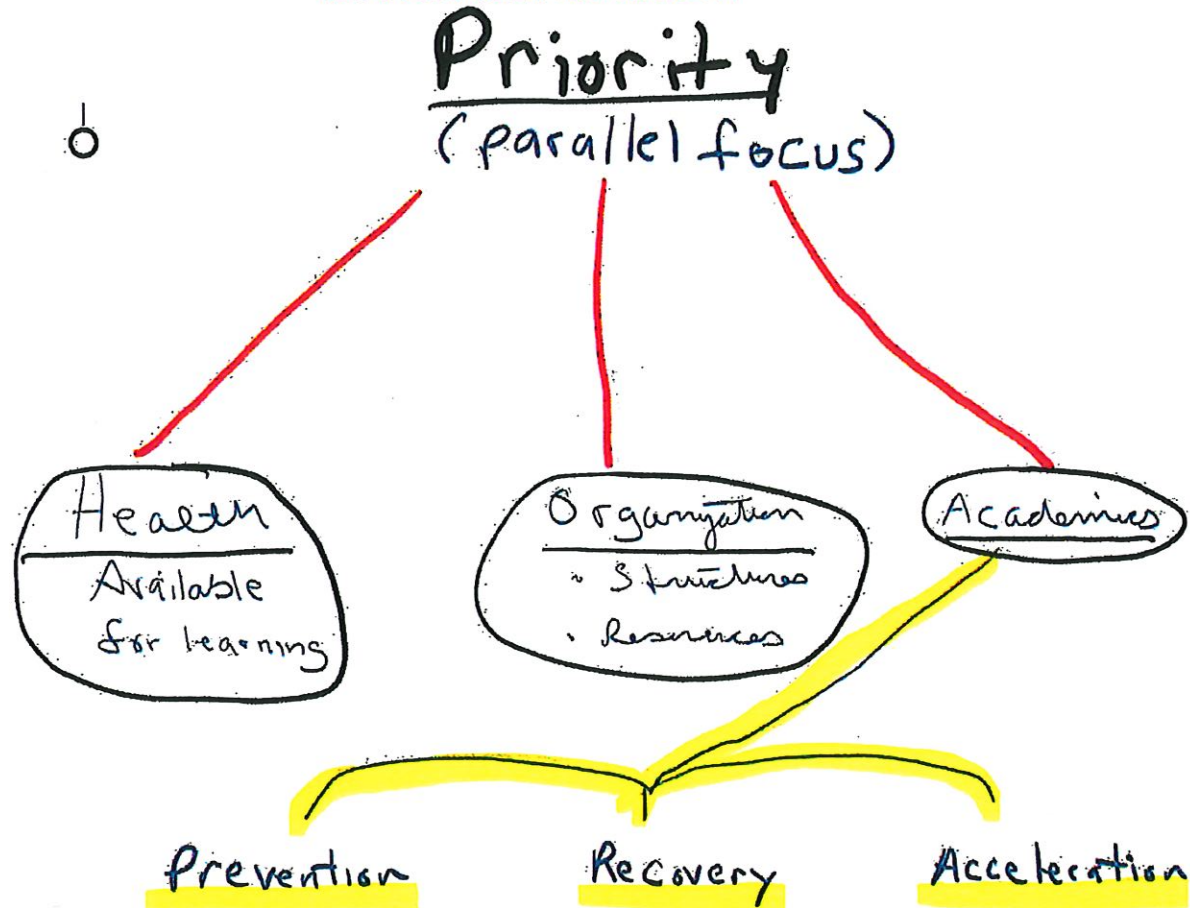 Priority
(parallel focus)
Health
Available
for learning
Organization
• Structures
• Resources
Academics
Prevention
Recovery
Acceleration